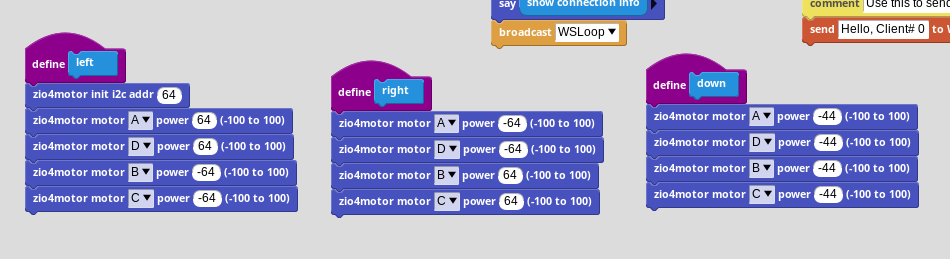 say show connection info
broadcast WSLoop
comment Use this to send
send Hello, Client# 0 to
define left
zio4motor init i2c addr 64
zio4motor motor A power 64 (-100 to 100)
zio4motor motor D power 64 (-100 to 100)
zio4motor motor B power -64 (-100 to 100)
zio4motor motor C power -64 (-100 to 100)
define right
zio4motor motor A power -64 (-100 to 100)
zio4motor motor D power -64 (-100 to 100)
zio4motor motor B power 64 (-100 to 100)
zio4motor motor C power 64 (-100 to 100)
define down
zio4motor motor A power -44 (-100 to 100)
zio4motor motor D power -44 (-100 to 100)
zio4motor motor B power -44 (-100 to 100)
zio4motor motor C power -44 (-100 to 100)